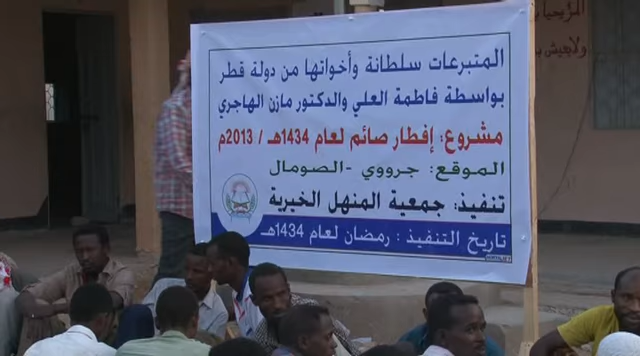 المتبرعات سلطانة وأخواتها من دولة قطر
بواسطة فاطمة العلي والدكتور مازن الهاجري
مشروع: إفطار صائم لعام 1434هـ / 2013م
الموقع: جرووي -الصومال
تنفيذ: جمعية المنهل الخيرية
تاريخ التنفيذ : رمضان لعام 1434هـ